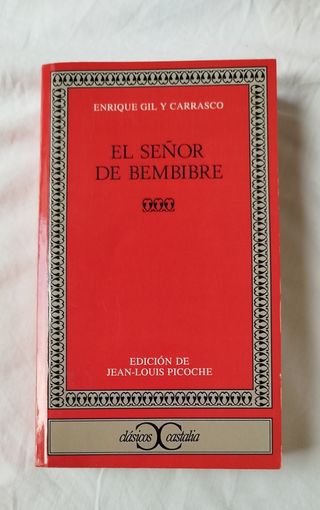 ENRIQUE GIL Y CARRASCO
EL SEÑOR
DE BEMBIBRE
EDICIÓN DE
JEAN-LOUIS PICOCHE
clásicos castalia